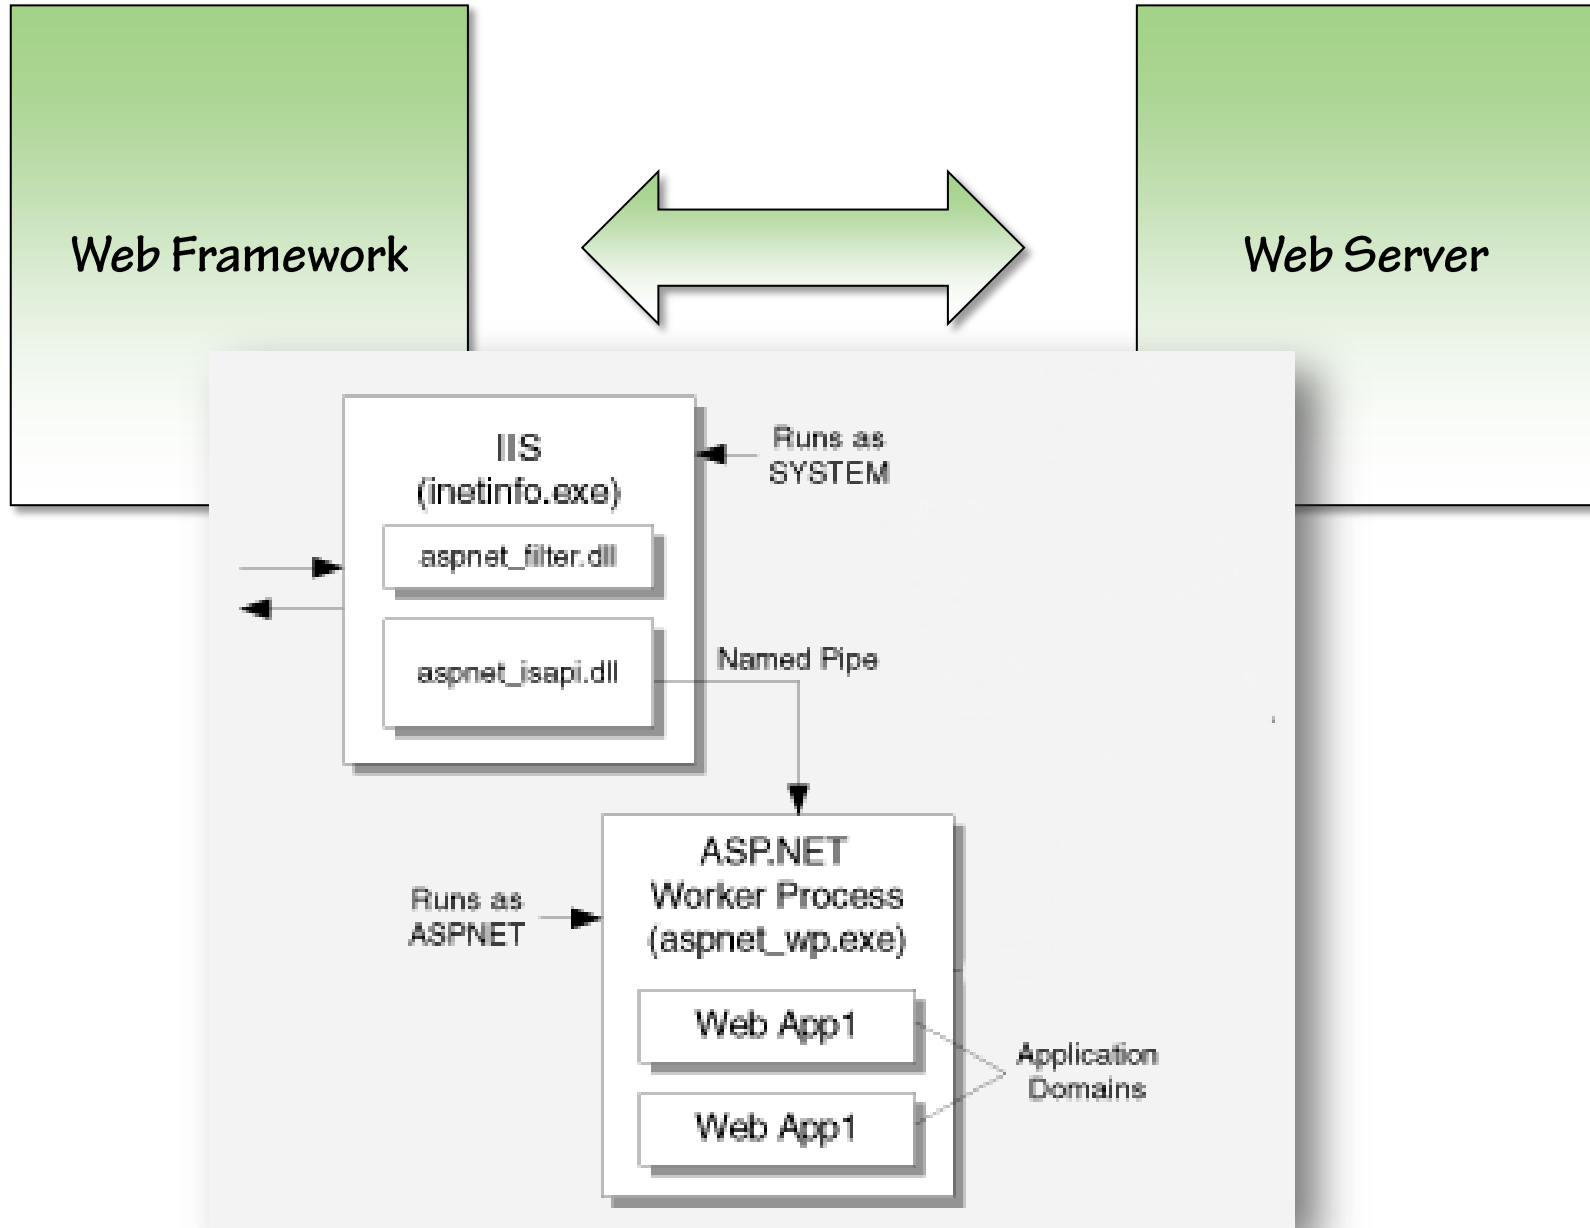 Web Framework
Web Server
IIS
(inetinfo.exe)
Runs as
SYSTEM
aspnet_filter.dll
aspnet_isapi.dll
Named Pipe
ASP.NET
Worker Process
(aspnet_wp.exe)
Runs as
ASPNET
Web App1
Web App1
Application
Domains